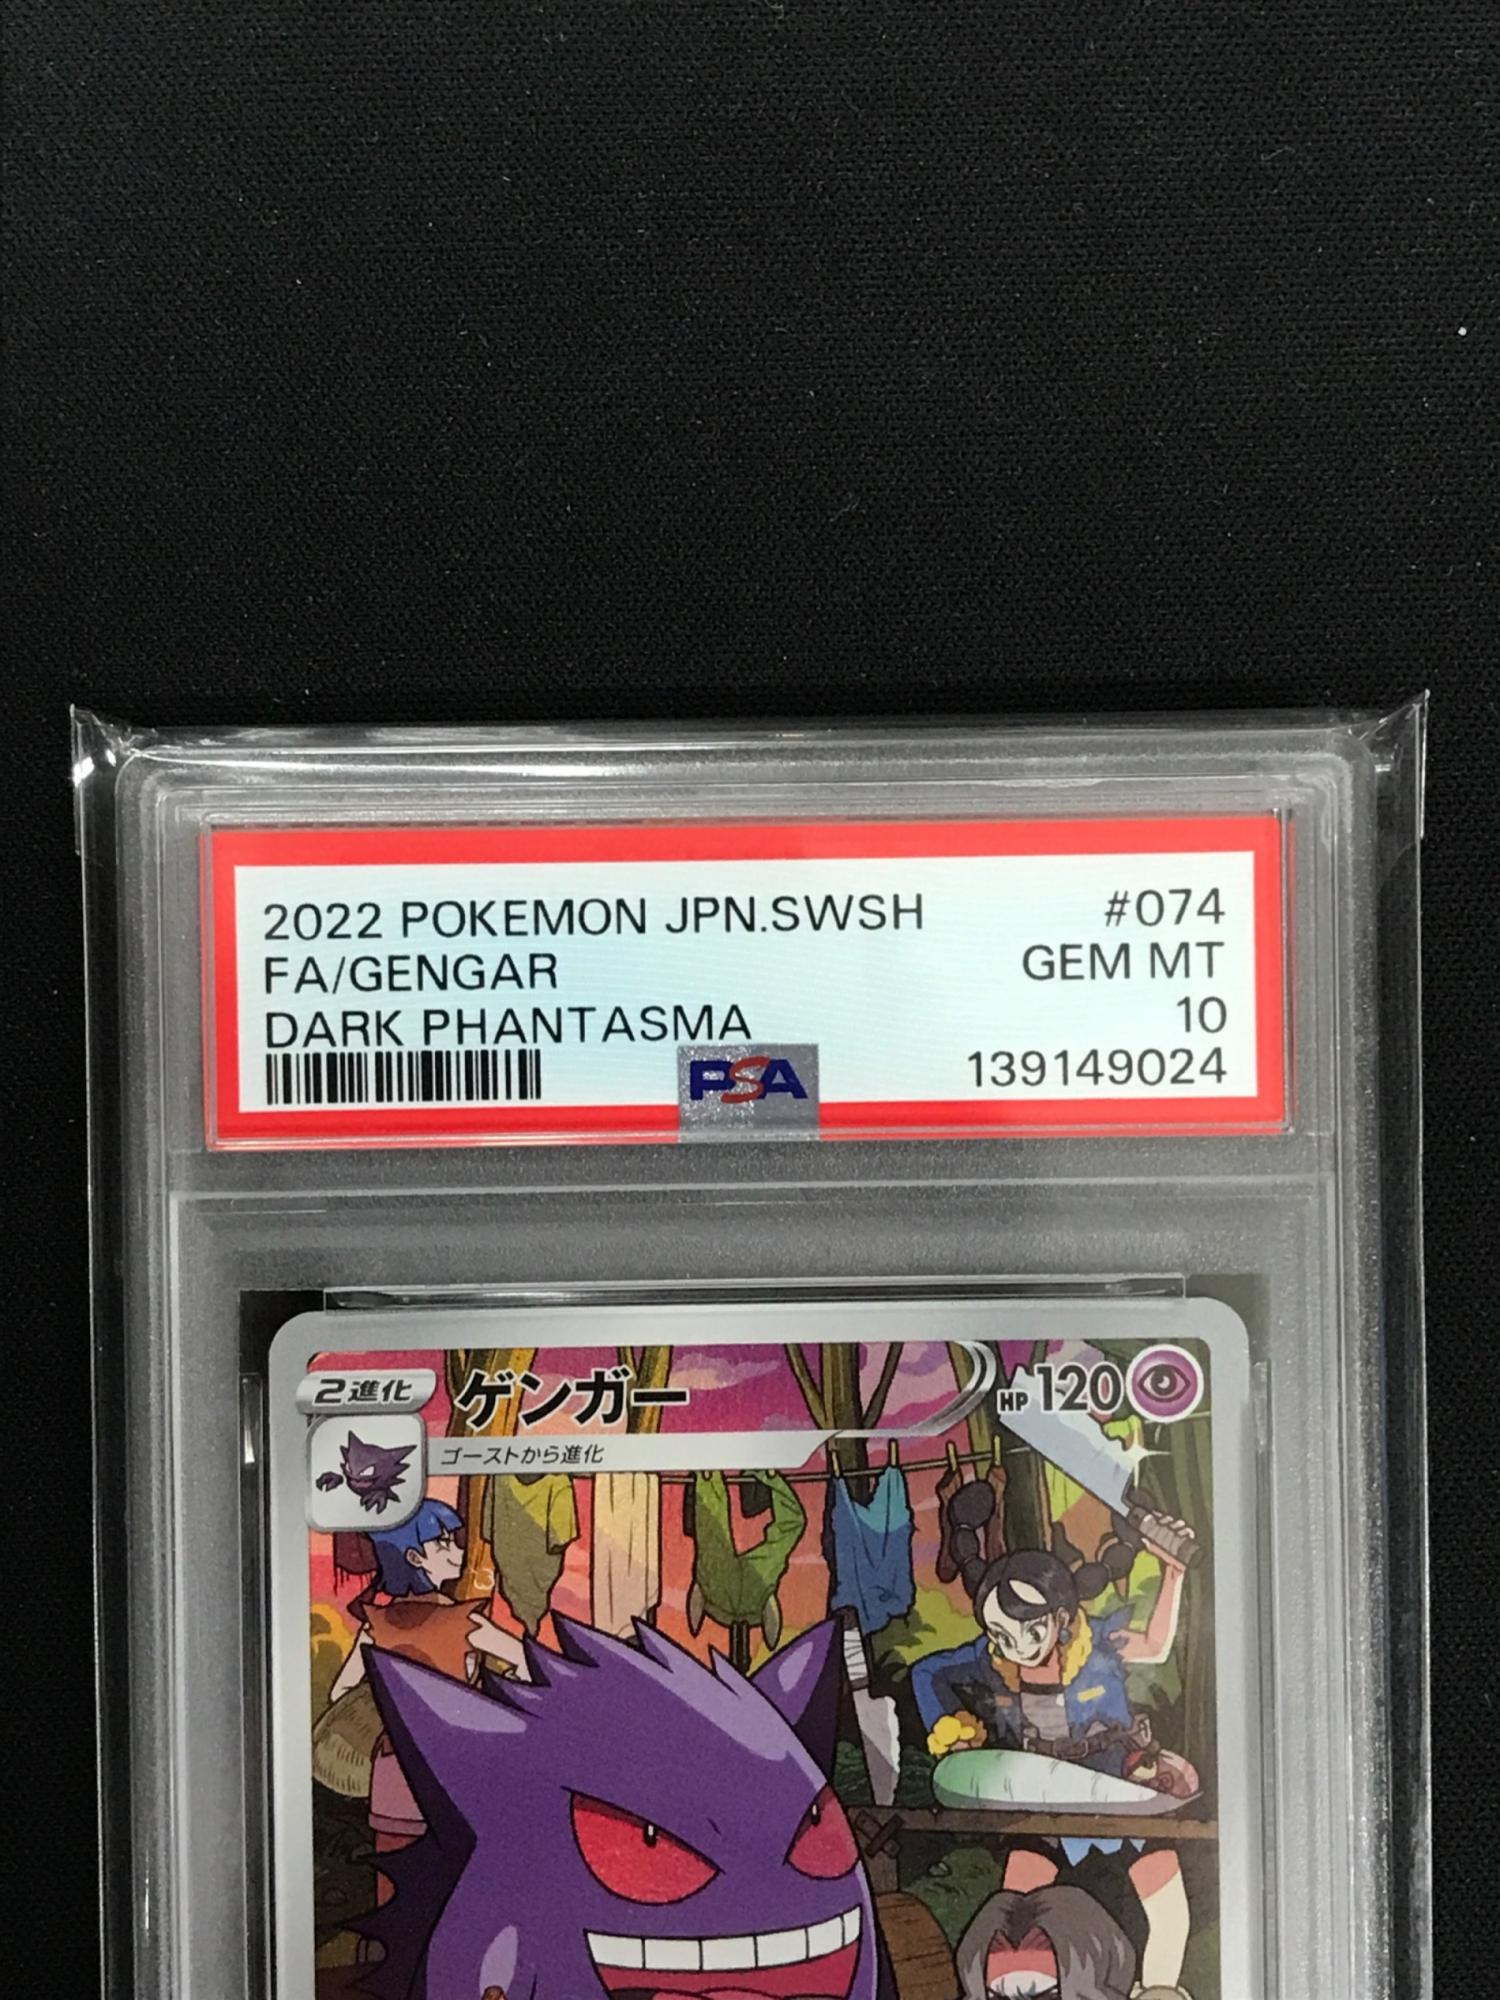 2022 POKEMON JPN.SWSH #074
FA/GENGAR GEM MT
DARK PHANTASMA 10
PSA 139149024
2進化 ゲンガー HP 120
ゴーストから進化